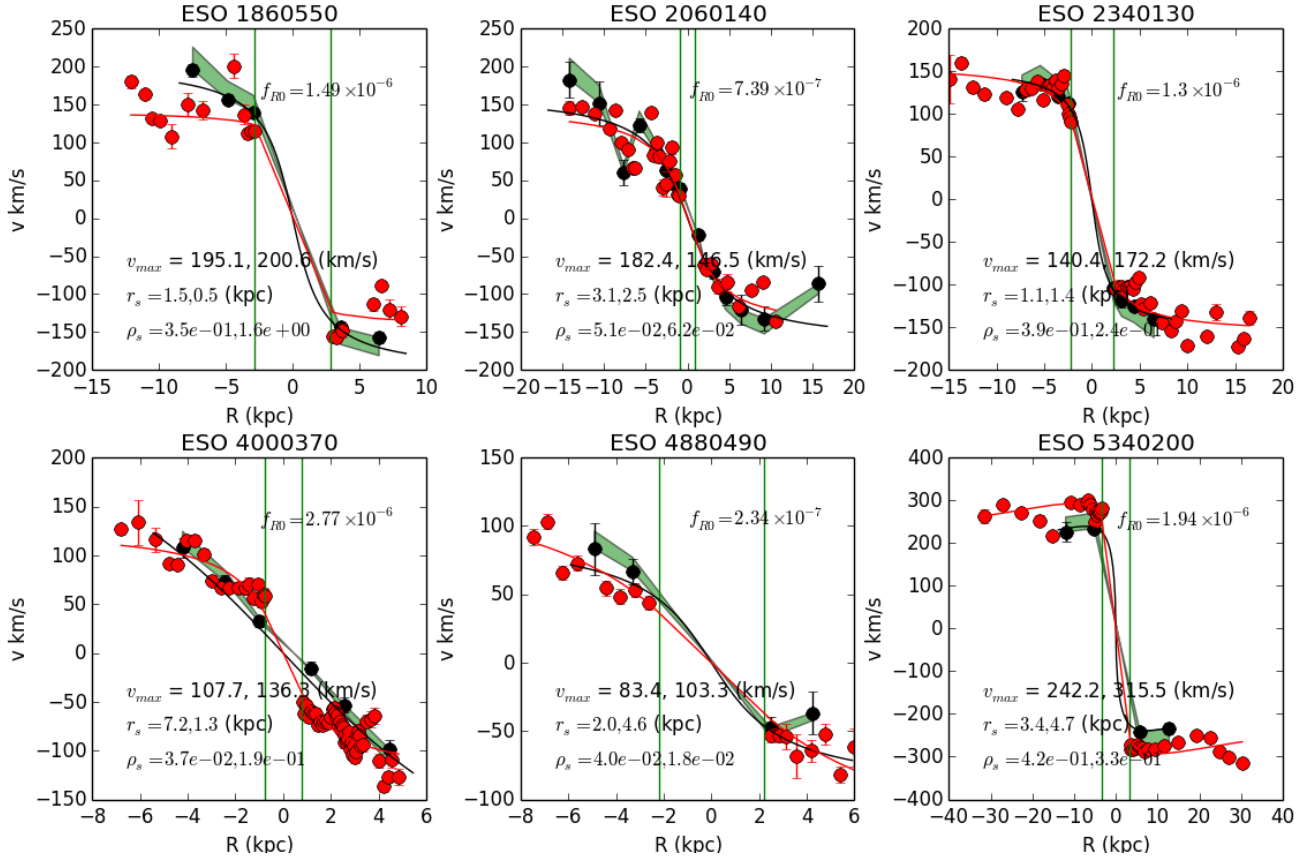 ESO 1860550
ESO 2060140
ESO 2340130
250
200
150
100
50
0
−50
−100
−150
−200
v km/s
f_{R0} = 1.49 ×10^{-6}
v_{max} = 195.1, 200.6 (km/s)
r_s = 1.5, 0.5 (kpc)
ρ_s = 3.5e−01, 1.6e+00
−15 −10 −5 0 5 10
R (kpc)
250
200
150
100
50
0
−50
−100
−150
−200
v km/s
f_{R0} = 7.39 ×10^{-7}
v_{max} = 182.4, 146.5 (km/s)
r_s = 3.1, 2.5 (kpc)
ρ_s = 5.1e−02, 6.2e−02
−20 −15 −10 −5 0 5 10 15 20
R (kpc)
200
150
100
50
0
−50
−100
−150
−200
v km/s
f_{R0} = 1.3 ×10^{-6}
v_{max} = 140.4, 172.2 (km/s)
r_s = 1.1, 1.4 (kpc)
ρ_s = 3.9e−01, 2.4e−01
−15 −10 −5 0 5 10 15 20
R (kpc)
ESO 4000370
ESO 4880490
ESO 5340200
200
150
100
50
0
−50
−100
−150
v km/s
f_{R0} = 2.77 ×10^{-6}
v_{max} = 107.7, 136.3 (km/s)
r_s = 7.2, 1.3 (kpc)
ρ_s = 3.7e−02, 1.9e−01
−8 −6 −4 −2 0 2 4 6
R (kpc)
150
100
50
0
−50
−100
v km/s
f_{R0} = 2.34 ×10^{-7}
v_{max} = 83.4, 103.3 (km/s)
r_s = 2.0, 4.6 (kpc)
ρ_s = 4.0e−02, 1.8e−02
−8 −6 −4 −2 0 2 4 6
R (kpc)
400
300
200
100
0
−100
−200
−300
−400
v km/s
f_{R0} = 1.94 ×10^{-6}
v_{max} = 242.2, 315.5 (km/s)
r_s = 3.4, 4.7 (kpc)
ρ_s = 4.2e−01, 3.3e−01
−40 −30 −20 −10 0 10 20 30 40
R (kpc)